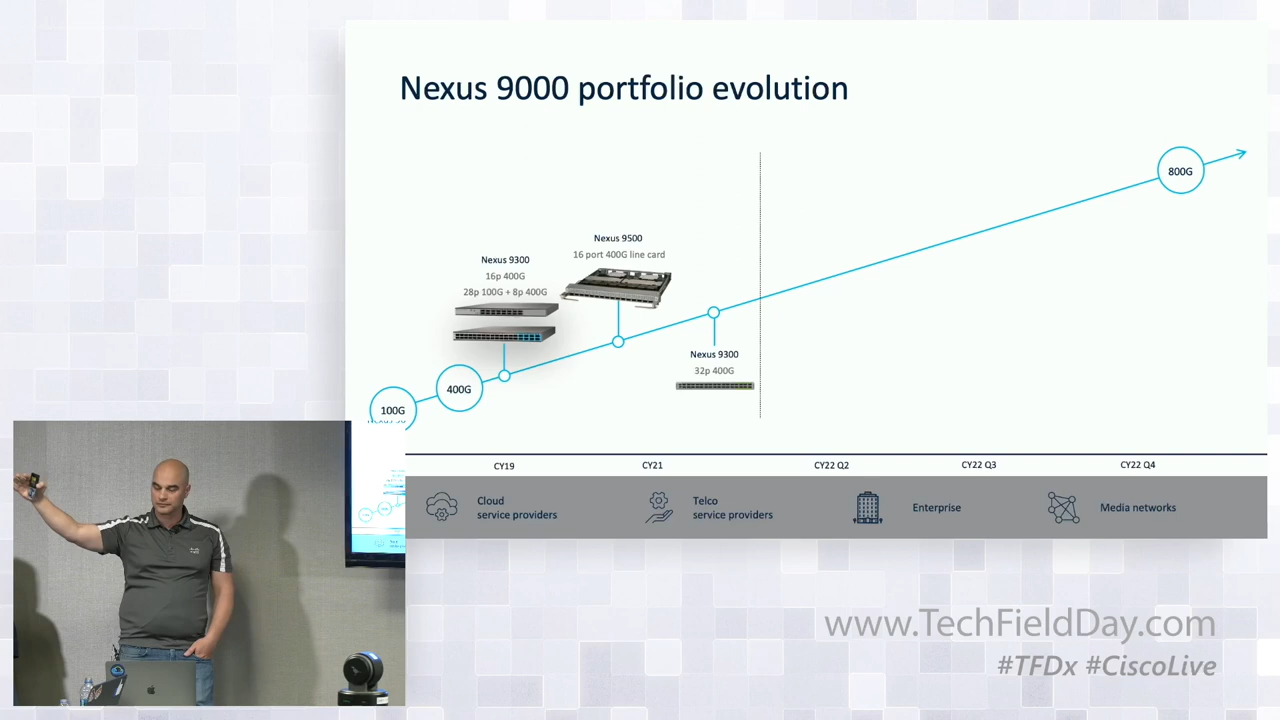 Nexus 9000 portfolio evolution
800G
Nexus 9500
16 port 400G line card
Nexus 9300
16p 400G
28p 100G + 8p 400G
Nexus 9300
32p 400G
400G
100G
CY19
CY21
CY22 Q2
CY22 Q3
CY22 Q4
Cloud
service providers
Telco
service providers
Enterprise
Media networks
www.TechFieldDay.com
#TFDx #CiscoLive